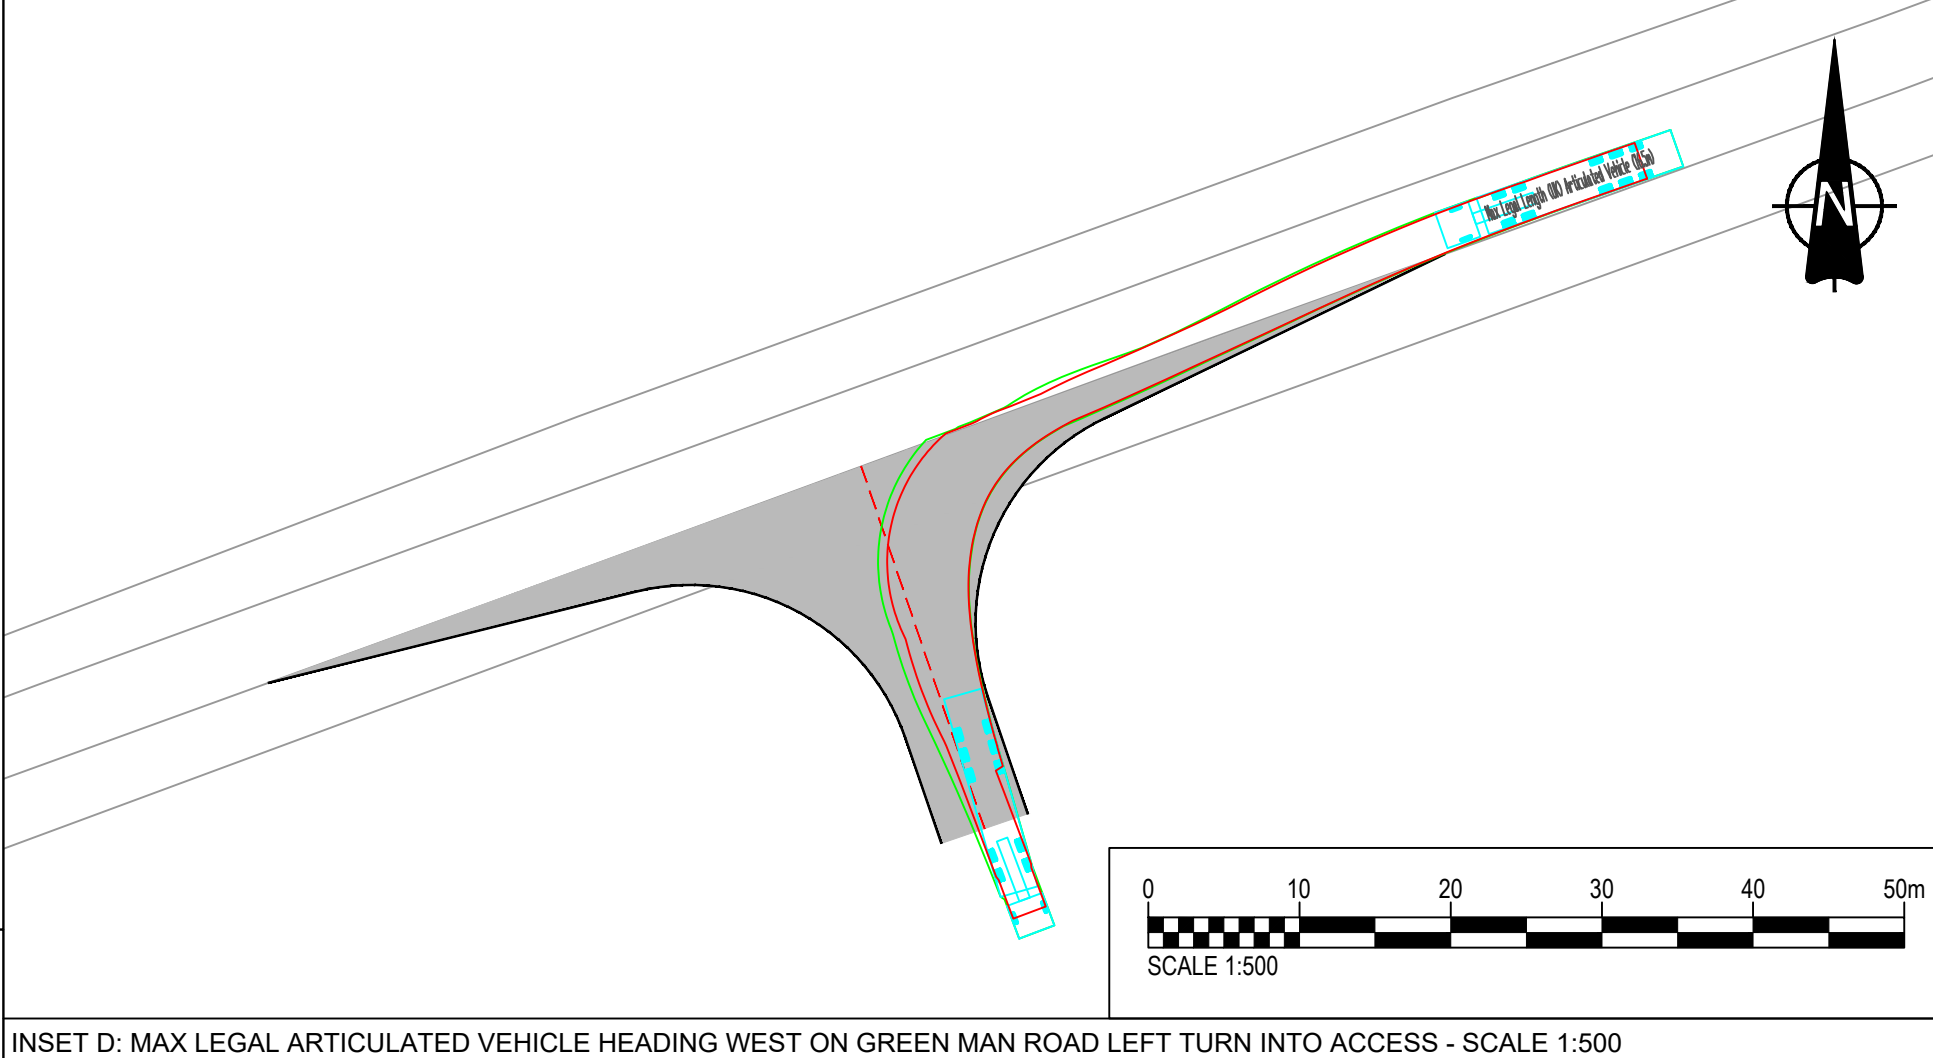 N
Max Legal Length (UK) Articulated Vehicle (16.5m)
0 10 20 30 40 50m
SCALE 1:500
INSET D: MAX LEGAL ARTICULATED VEHICLE HEADING WEST ON GREEN MAN ROAD LEFT TURN INTO ACCESS - SCALE 1:500